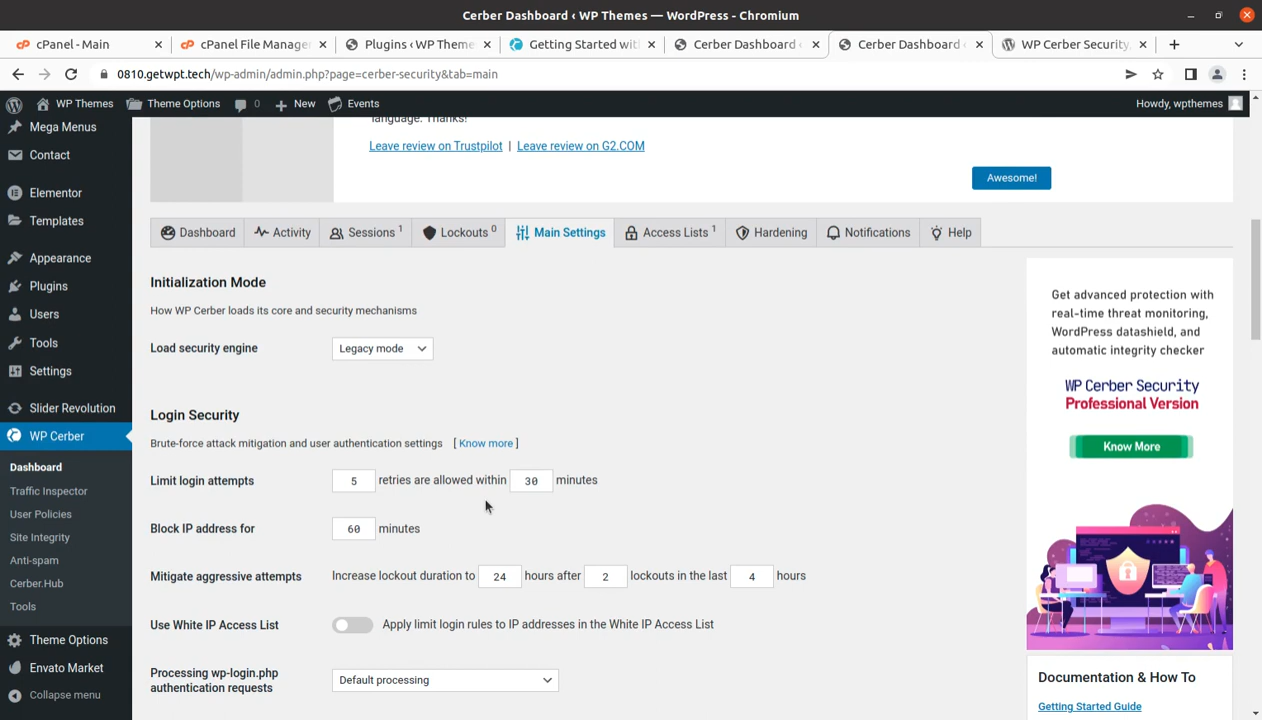 Cerber Dashboard ‹ WP Themes — WordPress - Chromium
cPanel - Main
cPanel File Manage
Plugins ‹ WP Theme
Getting Started wit
Cerber Dashboard ‹
Cerber Dashboard ‹
WP Cerber Security,
0810.getwpt.tech/wp-admin/admin.php?page=cerber-security&tab=main
WP Themes
Theme Options
0
New
Events
Howdy, wpthemes
Mega Menus
Contact
Elementor
Templates
Appearance
Plugins
Users
Tools
Settings
Slider Revolution
WP Cerber
Dashboard
Traffic Inspector
User Policies
Site Integrity
Anti-spam
Cerber.Hub
Tools
Theme Options
Envato Market
Collapse menu
language. Thanks!
Leave review on Trustpilot | Leave review on G2.COM
Awesome!
Dashboard
Activity
Sessions 1
Lockouts 0
Main Settings
Access Lists 1
Hardening
Notifications
Help
Initialization Mode
How WP Cerber loads its core and security mechanisms
Load security engine
Legacy mode
Login Security
Brute-force attack mitigation and user authentication settings [ Know more ]
Limit login attempts
5 retries are allowed within 30 minutes
Block IP address for
60 minutes
Mitigate aggressive attempts
Increase lockout duration to 24 hours after 2 lockouts in the last 4 hours
Use White IP Access List
Apply limit login rules to IP addresses in the White IP Access List
Processing wp-login.php
authentication requests
Default processing
Get advanced protection with
real-time threat monitoring,
WordPress datashield, and
automatic integrity checker
WP Cerber Security
Professional Version
Know More
Documentation & How To
Getting Started Guide